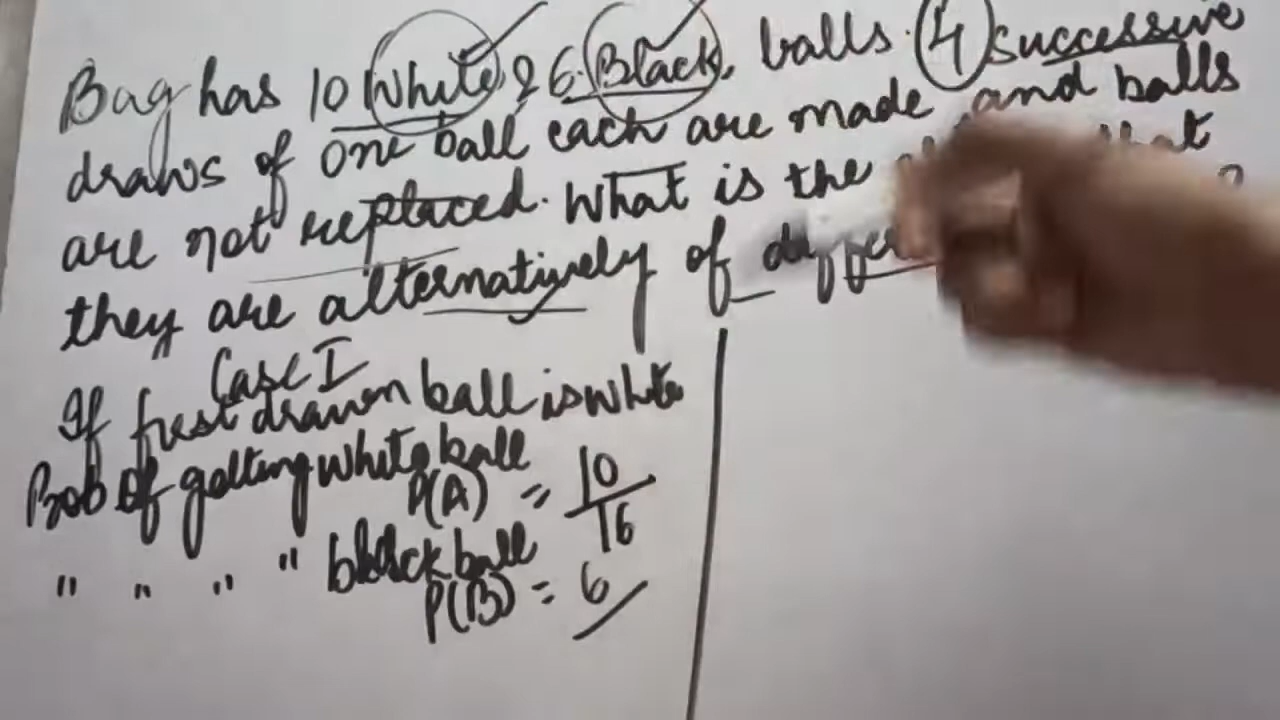 Bag has 10 White & 6 Black balls. 4 successive
draws of one ball each are made and balls
are not replaced. What is the that
they are alternatively of ?
Case I
If first drawn ball is white
Prob of getting white ball
P(A) = 10/16
" " " " black ball
P(B) = 6/